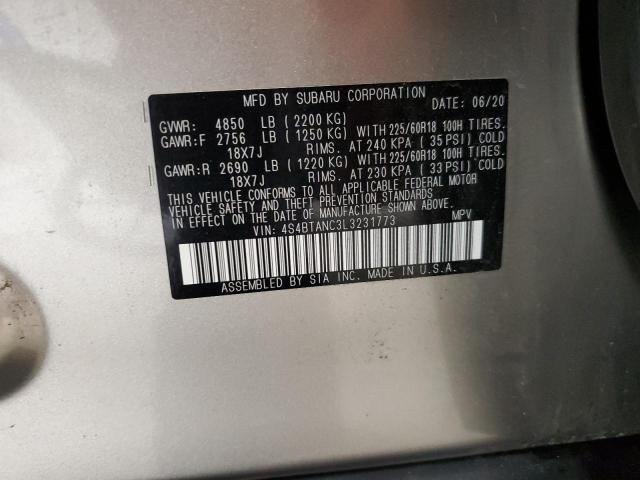 MFD BY SUBARU CORPORATION DATE: 06/20
GVWR: 4850 LB (2200 KG)
GAWR:F 2756 LB (1250 KG) WITH 225/60R18 100H TIRES.
18X7J RIMS. AT 240 KPA (35 PSI) COLD
GAWR:R 2690 LB (1220 KG) WITH 225/60R18 100H TIRES.
18X7J RIMS. AT 230 KPA (33 PSI) COLD
THIS VEHICLE CONFORMS TO ALL APPLICABLE FEDERAL MOTOR
VEHICLE SAFETY AND THEFT PREVENTION STANDARDS
IN EFFECT ON THE DATE OF MANUFACTURE SHOWN ABOVE.
VIN: 4S4BTANC3L3231773 MPV
ASSEMBLED BY SIA INC. MADE IN U.S.A.